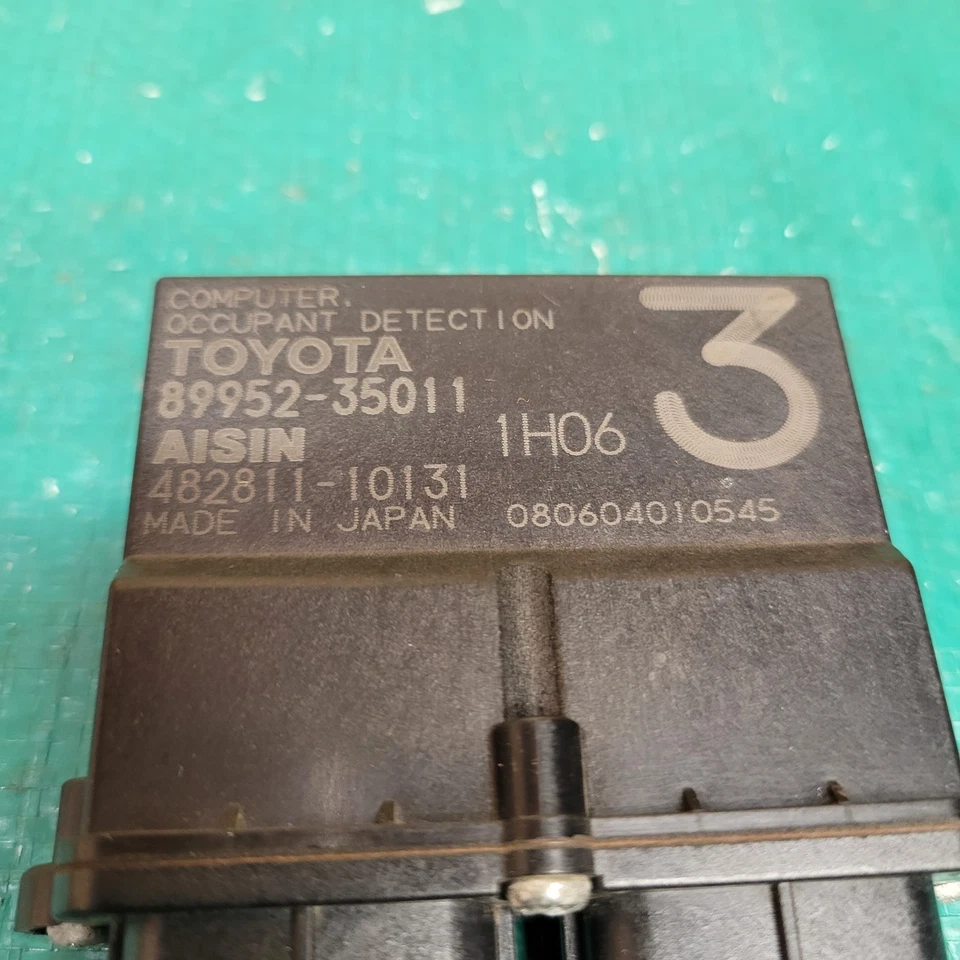 COMPUTER.
OCCUPANT DETECTION
TOYOTA
89952-35011
AISIN
1H06
3
482811-10131
MADE IN JAPAN 080604010545